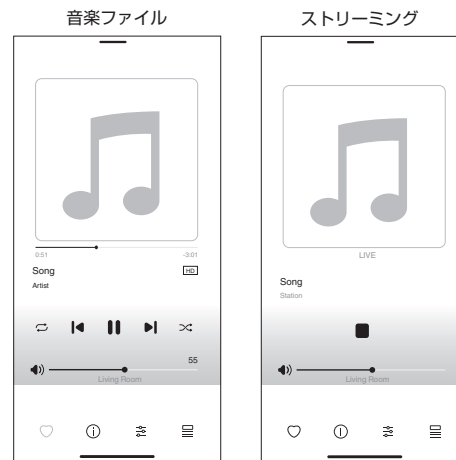 音楽ファイル
0:51 -3:01
Song HD
Artist
55
Living Room
ストリーミング
LIVE
Song
Station
Living Room